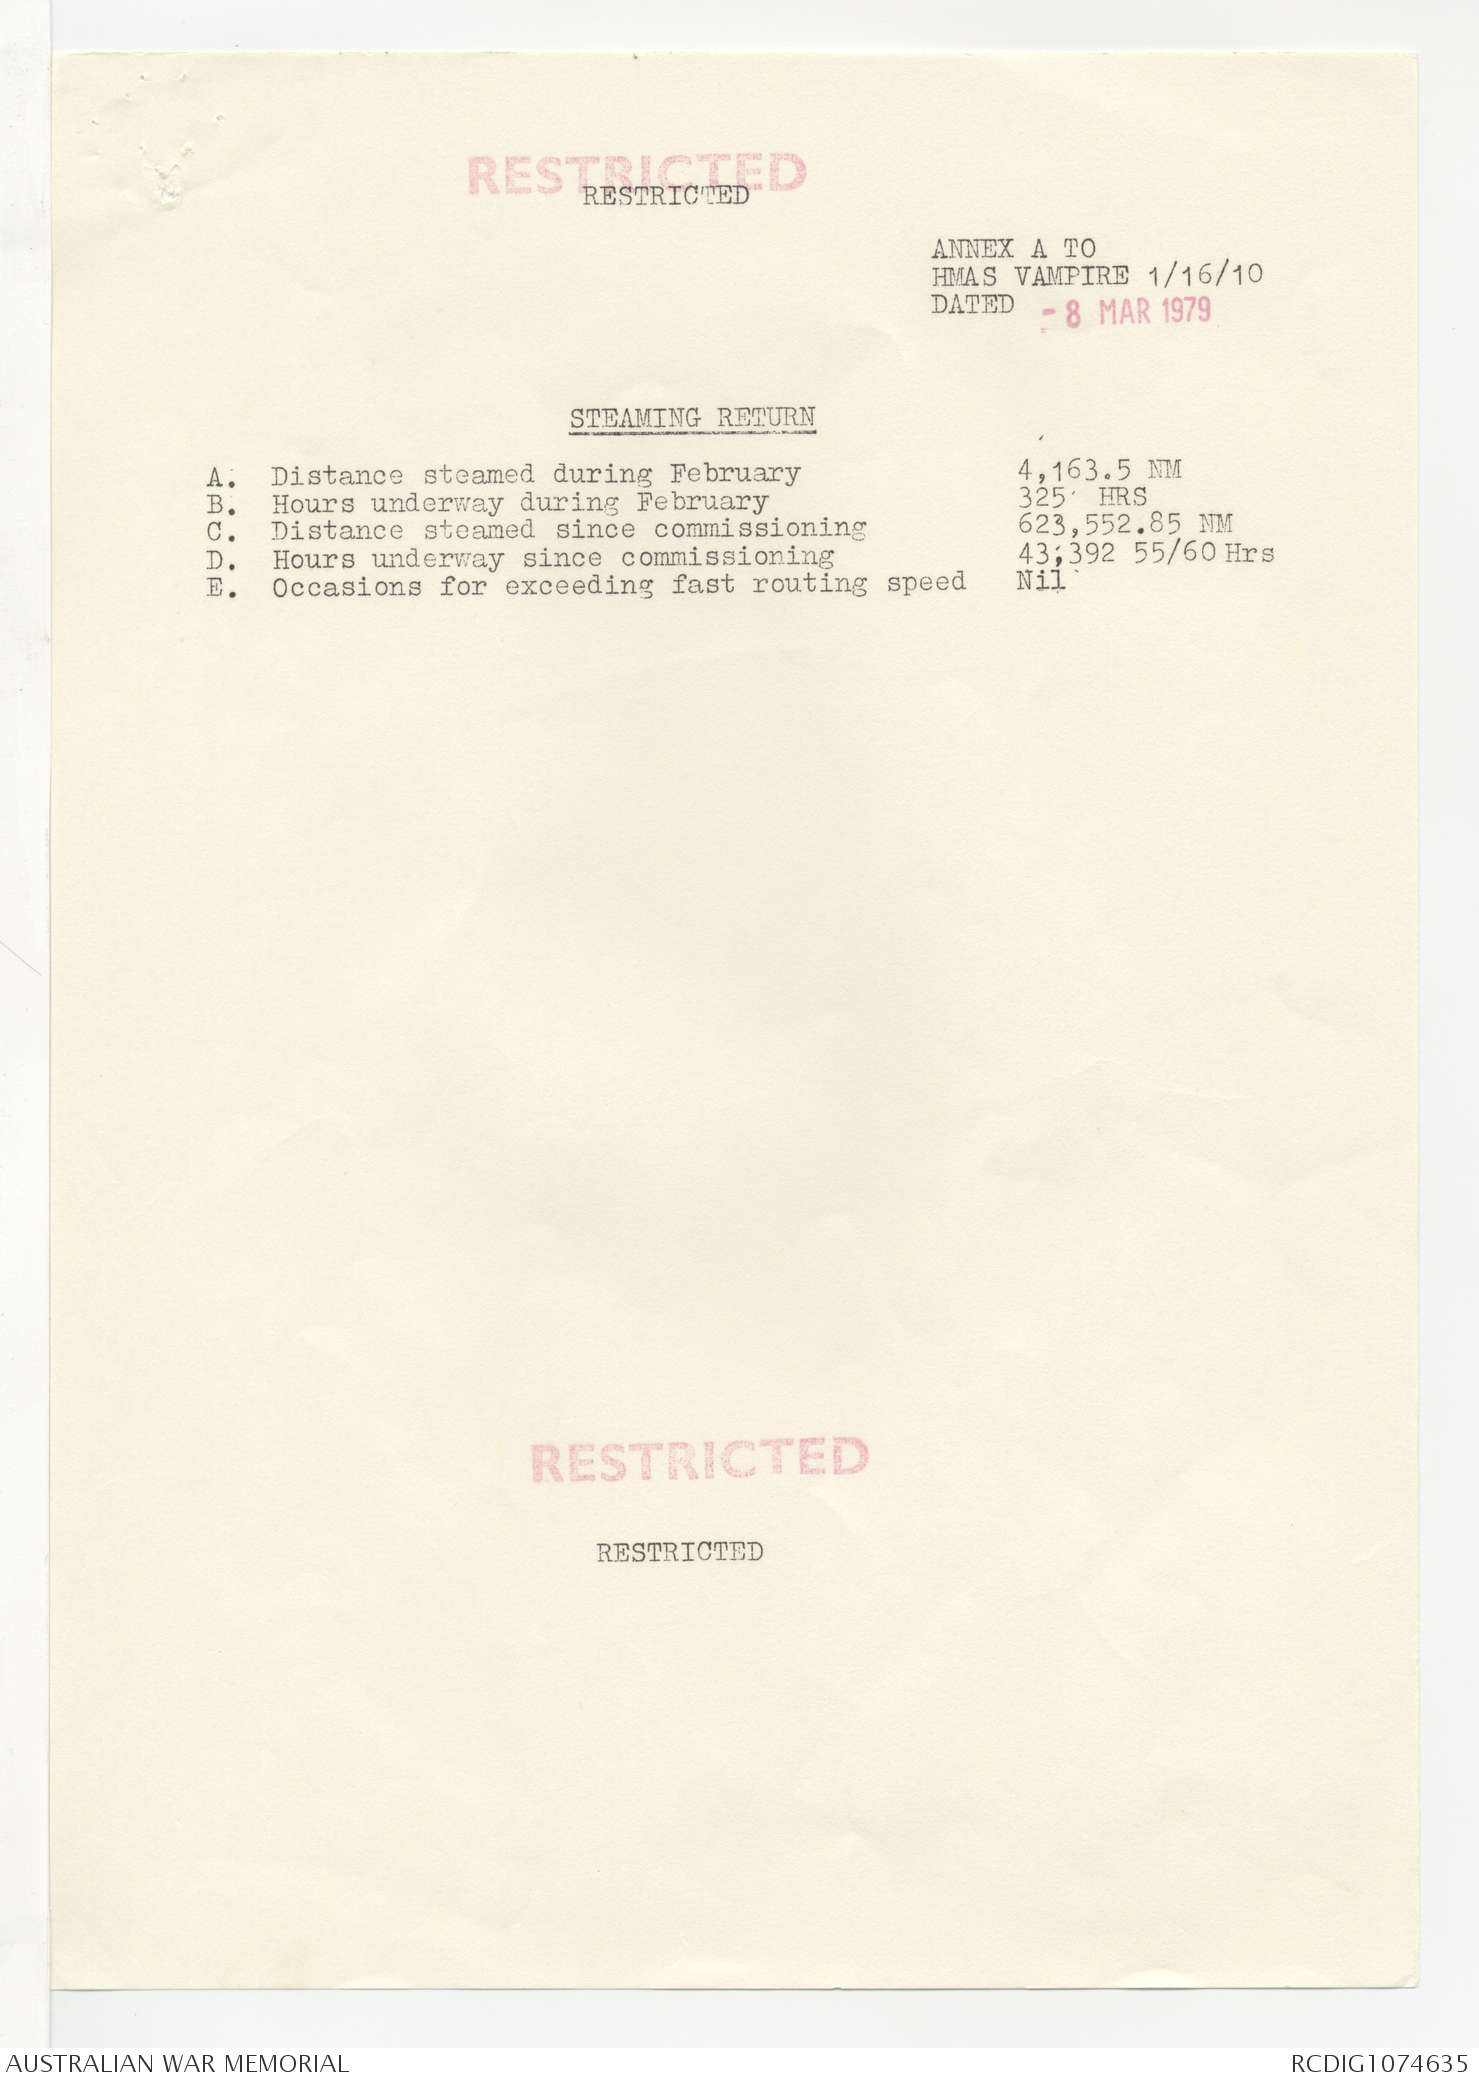 RESTRICTED
RESTRICTED
ANNEX A TO
HMAS VAMPIRE 1/16/10
DATED -8 MAR 1979
STEAMING RETURN
A. Distance steamed during February 4,163.5 NM
B. Hours underway during February 325 HRS
C. Distance steamed since commissioning 623,552.85 NM
D. Hours underway since commissioning 43,392 55/60 Hrs
E. Occasions for exceeding fast routing speed Nil
RESTRICTED
RESTRICTED
AUSTRALIAN WAR MEMORIAL RCDIG1074635